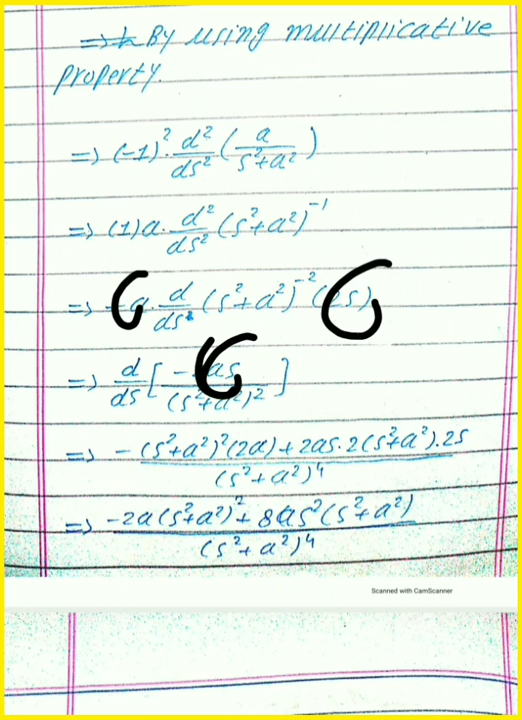 => By using multiplicative
property.
=> (-1)². d²/ds² (a/s²+a²)
=> (1)a. d²/ds² (s²+a²)⁻¹
=> d/ds (s²+a²)⁻²
=> d/ds [ as/(s²+a²)² ]
=> -(s²+a²)²(2a)+2as.2(s²+a²).2s/(s²+a²)⁴
=> -2a(s²+a²)²+8as²(s²+a²)/(s²+a²)⁴
Scanned with CamScanner